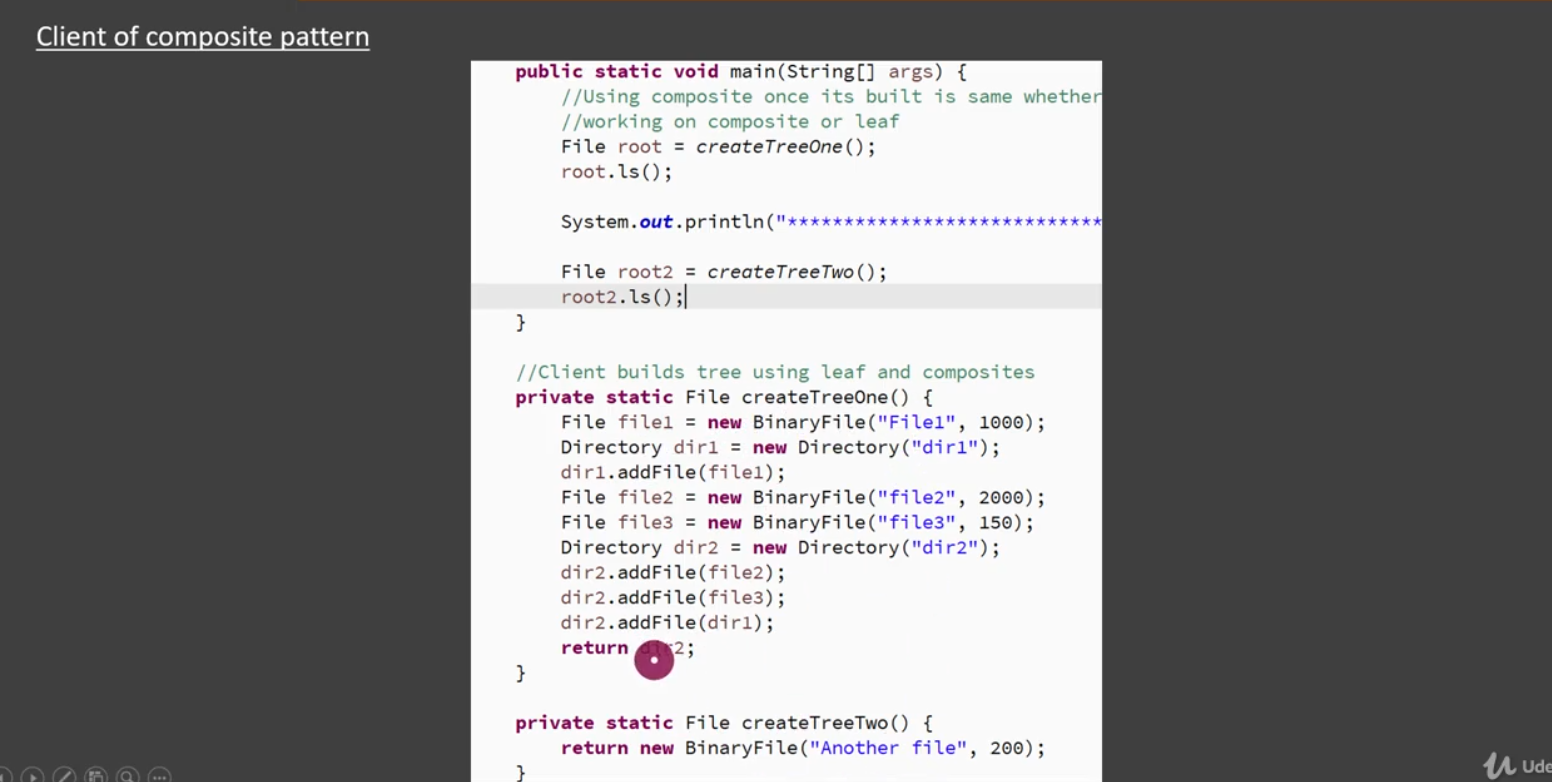 Client of composite pattern
public static void main(String[] args) {
//Using composite once its built is same whether
//working on composite or leaf
File root = createTreeOne();
root.ls();
System.out.println("****************************
File root2 = createTreeTwo();
root2.ls();
}
//Client builds tree using leaf and composites
private static File createTreeOne() {
File file1 = new BinaryFile("File1", 1000);
Directory dir1 = new Directory("dir1");
dir1.addFile(file1);
File file2 = new BinaryFile("file2", 2000);
File file3 = new BinaryFile("file3", 150);
Directory dir2 = new Directory("dir2");
dir2.addFile(file2);
dir2.addFile(file3);
dir2.addFile(dir1);
return dir2;
}
private static File createTreeTwo() {
return new BinaryFile("Another file", 200);
}
Ude